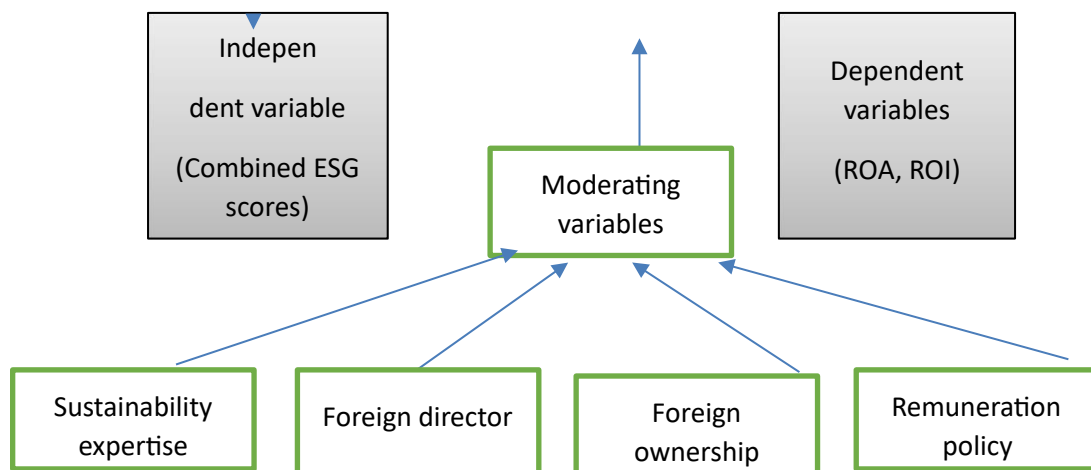 Indepen
dent variable
(Combined ESG
scores)
Dependent
variables
(ROA, ROI)
Moderating
variables
Sustainability
expertise
Foreign director
Foreign
ownership
Remuneration
policy